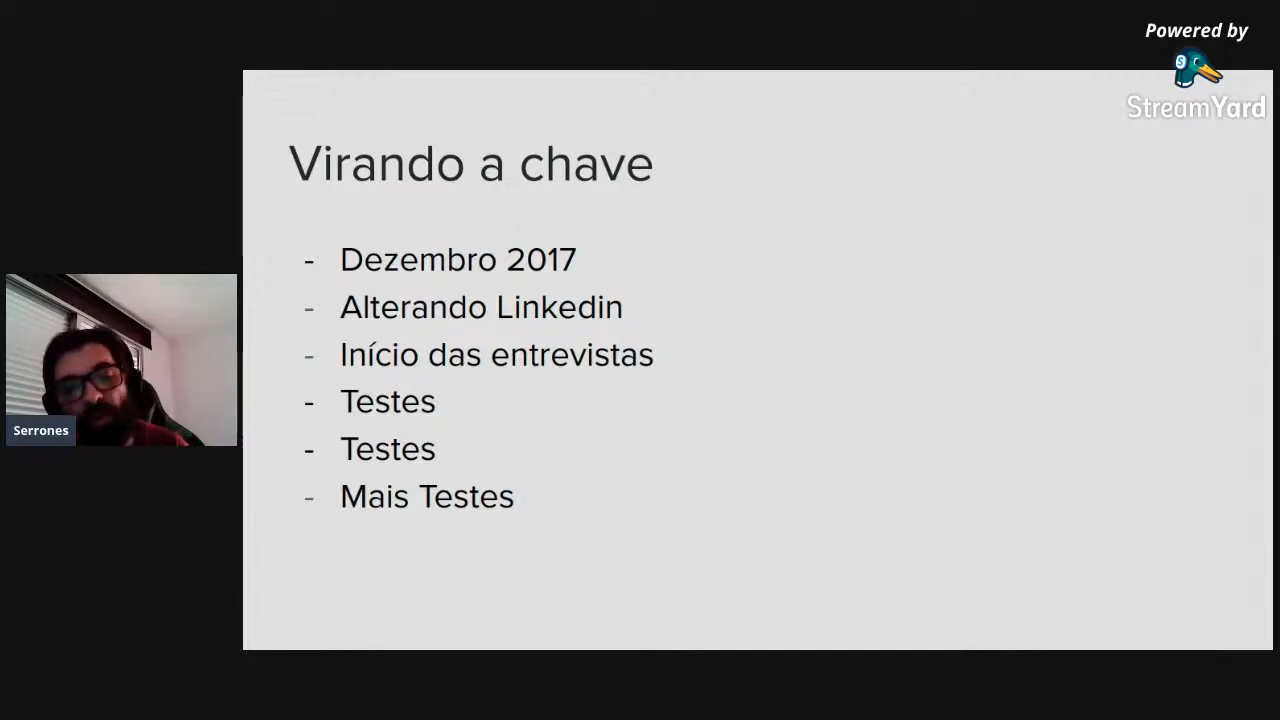 Powered by
StreamYard
Virando a chave
- Dezembro 2017
- Alterando Linkedin
- Início das entrevistas
- Testes
- Testes
- Mais Testes
Serrones